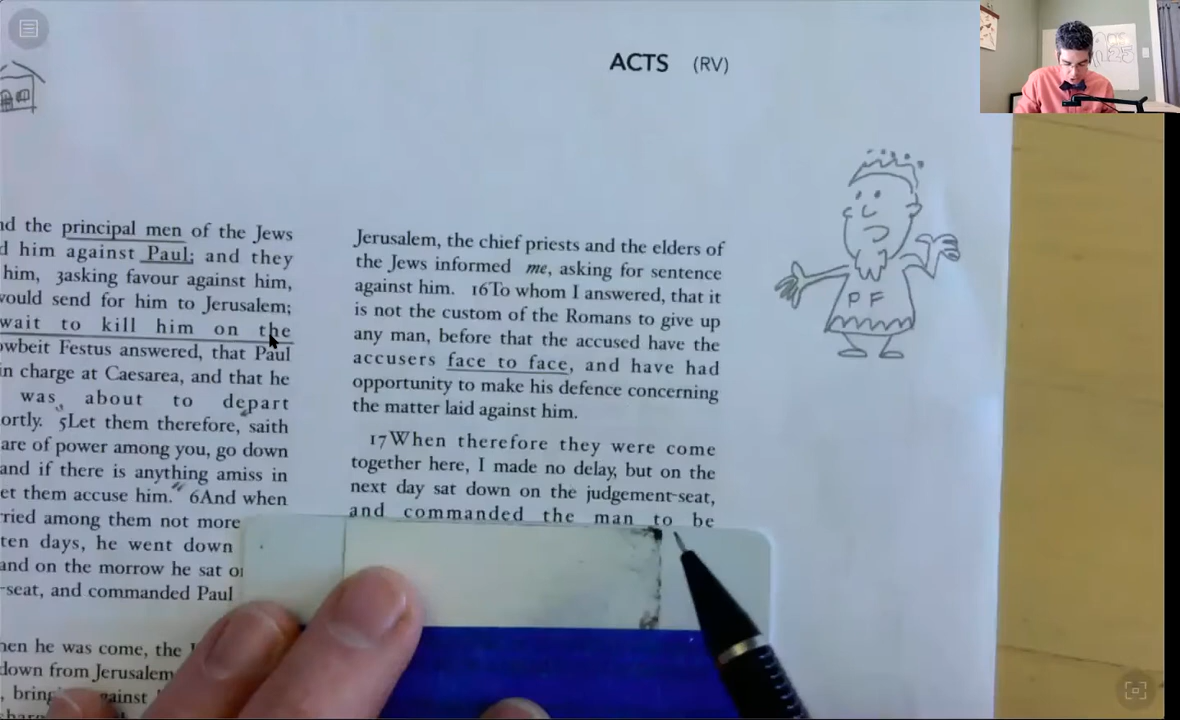 ACTS (RV)
nd the principal men of the Jews
d him against Paul; and they
him, 3asking favour against him,
vould send for him to Jerusalem;
wait to kill him on the
owbeit Festus answered, that Paul
in charge at Caesarea, and that he
was about to depart
ortly. 5Let them therefore, saith
are of power among you, go down
and if there is anything amiss in
et them accuse him. 6And when
rried among them not more
ten days, he went down
and on the morrow he sat o
-seat, and commanded Paul
hen he was come, the
down from Jerusalem
, bring against
Jerusalem, the chief priests and the elders of
the Jews informed me, asking for sentence
against him. 16To whom I answered, that it
is not the custom of the Romans to give up
any man, before that the accused have the
accusers face to face, and have had
opportunity to make his defence concerning
the matter laid against him.
17When therefore they were come
together here, I made no delay, but on the
next day sat down on the judgement-seat,
and commanded the man to be
PF